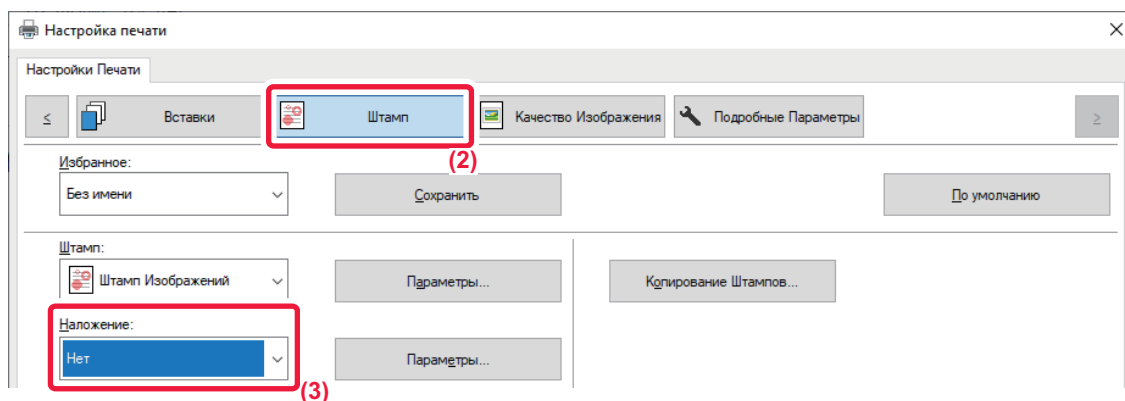 Настройка печати
Настройки Печати
≤ Вставки Штамп Качество Изображения Подробные Параметры ≥
(2)
Избранное:
Без имени Сохранить По умолчанию
Штамп:
Штамп Изображений Параметры... Копирование Штампов...
Наложение:
Нет Параметры...
(3)